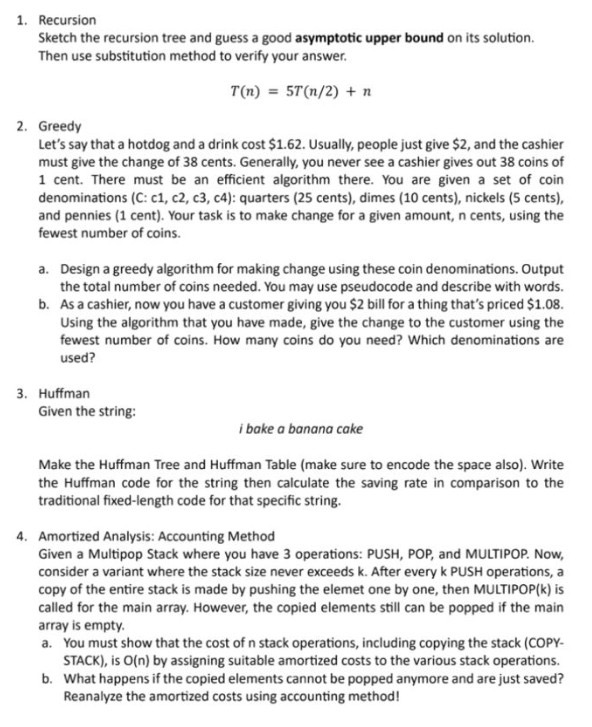 1. Recursion
Sketch the recursion tree and guess a good asymptotic upper bound on its solution.
Then use substitution method to verify your answer.
T(n) = 5T(n/2) + n
2. Greedy
Let's say that a hotdog and a drink cost $1.62. Usually, people just give $2, and the cashier
must give the change of 38 cents. Generally, you never see a cashier gives out 38 coins of
1 cent. There must be an efficient algorithm there. You are given a set of coin
denominations (C: c1, c2, c3, c4): quarters (25 cents), dimes (10 cents), nickels (5 cents),
and pennies (1 cent). Your task is to make change for a given amount, n cents, using the
fewest number of coins.
a. Design a greedy algorithm for making change using these coin denominations. Output
the total number of coins needed. You may use pseudocode and describe with words.
b. As a cashier, now you have a customer giving you $2 bill for a thing that's priced $1.08.
Using the algorithm that you have made, give the change to the customer using the
fewest number of coins. How many coins do you need? Which denominations are
used?
3. Huffman
Given the string:
i bake a banana cake
Make the Huffman Tree and Huffman Table (make sure to encode the space also). Write
the Huffman code for the string then calculate the saving rate in comparison to the
traditional fixed-length code for that specific string.
4. Amortized Analysis: Accounting Method
Given a Multipop Stack where you have 3 operations: PUSH, POP, and MULTIPOP. Now,
consider a variant where the stack size never exceeds k. After every k PUSH operations, a
copy of the entire stack is made by pushing the elemet one by one, then MULTIPOP(k) is
called for the main array. However, the copied elements still can be popped if the main
array is empty.
a. You must show that the cost of n stack operations, including copying the stack (COPY-
STACK), is O(n) by assigning suitable amortized costs to the various stack operations.
b. What happens if the copied elements cannot be popped anymore and are just saved?
Reanalyze the amortized costs using accounting method!